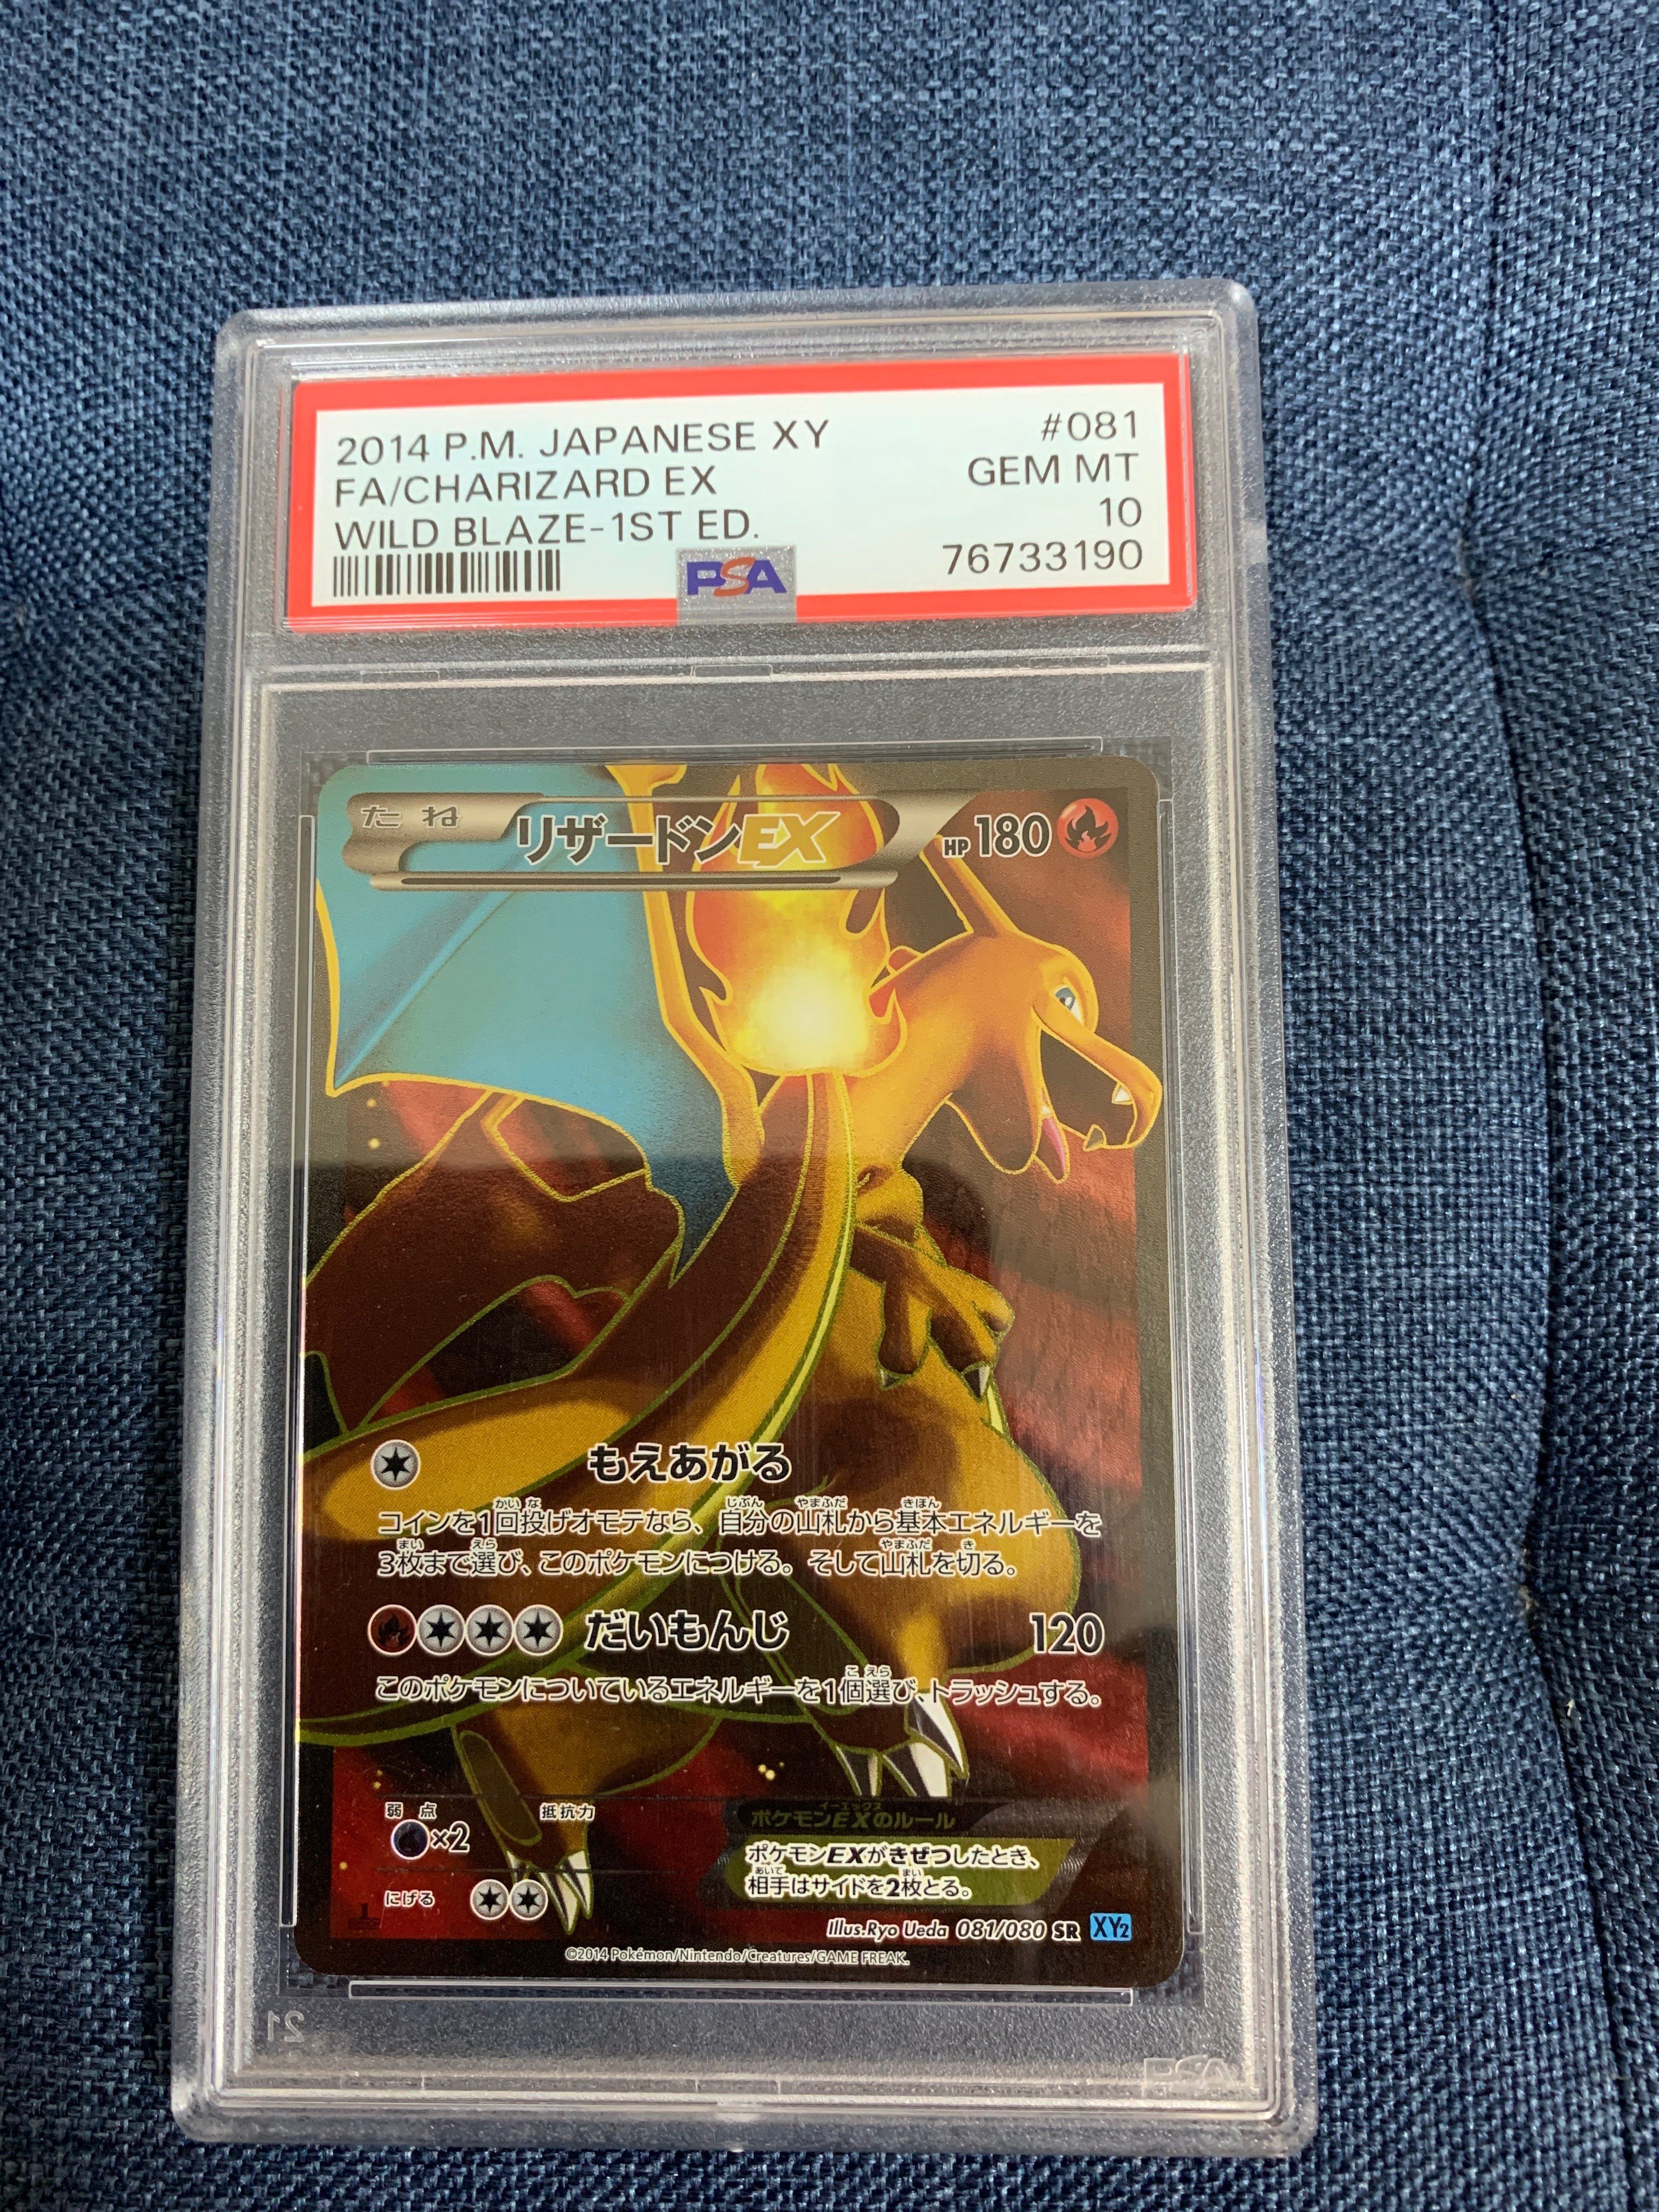 2014 P.M. JAPANESE XY #081
FA/CHARIZARD EX GEM MT
WILD BLAZE-1ST ED. 10
76733190
PSA
たね リザードンEX HP180
もえあがる
コインを1回投げオモテなら、自分の山札から基本エネルギーを
3枚まで選び、このポケモンにつける。そして山札を切る。
だいもんじ 120
このポケモンについているエネルギーを1個選び、トラッシュする。
弱点 抵抗力
×2
にげる
ポケモンEXのルール
ポケモンEXがきぜつしたとき、
相手はサイドを2枚とる。
Illus.Ryo Ueda 081/080 SR XY2
©2014 Pokémon/Nintendo/Creatures/GAME FREAK.
21
PSA